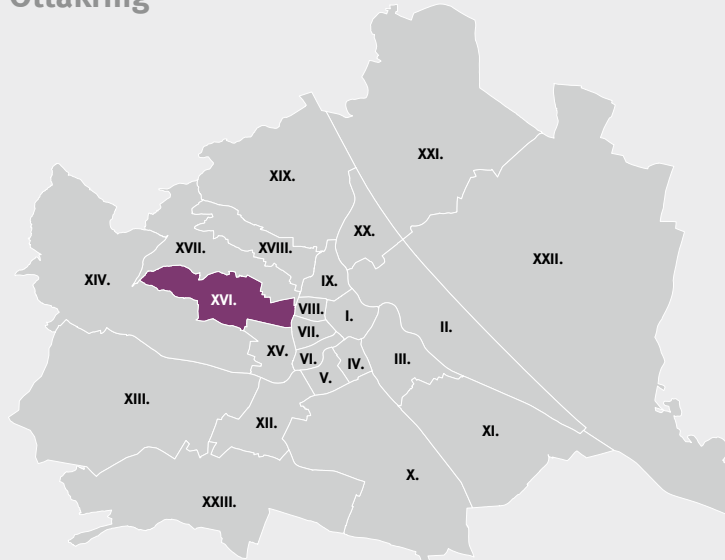 Ottakring
XXI.
XIX.
XX.
XVII.
XVIII.
XXII.
XIV.
IX.
XVI.
VIII.
I.
II.
VII.
XV.
VI.
IV.
III.
V.
XIII.
XII.
XI.
X.
XXIII.